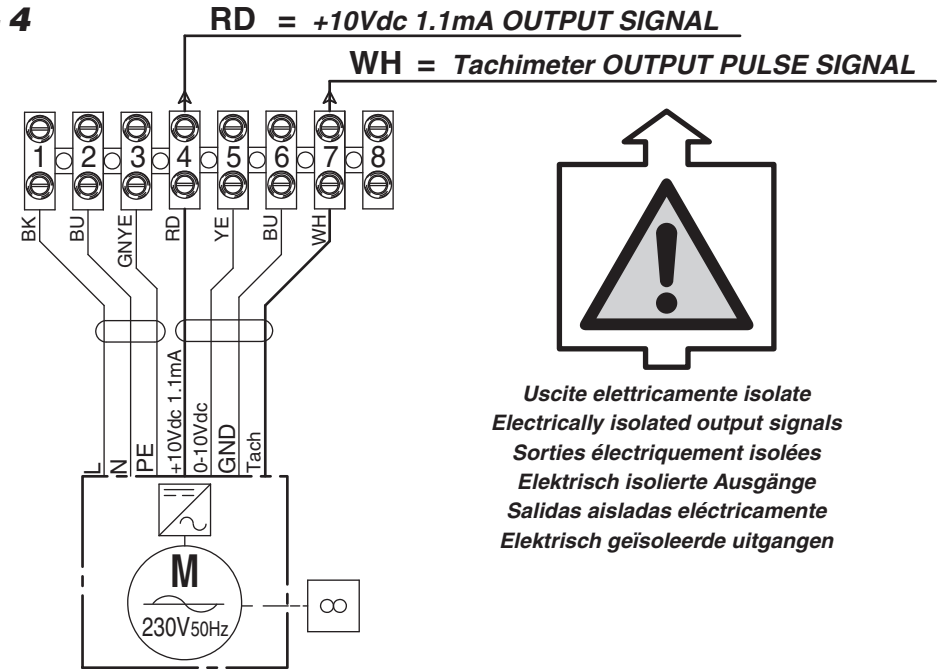 4
RD = +10Vdc 1.1mA OUTPUT SIGNAL
WH = Tachimeter OUTPUT PULSE SIGNAL
1 2 3 4 5 6 7 8
BK BU GNYE RD YE BU WH
L N PE +10Vdc 1.1mA 0-10Vdc GND Tach
M
230V50Hz
Uscite elettricamente isolate
Electrically isolated output signals
Sorties électriquement isolées
Elektrisch isolierte Ausgänge
Salidas aisladas eléctricamente
Elektrisch geïsoleerde uitgangen